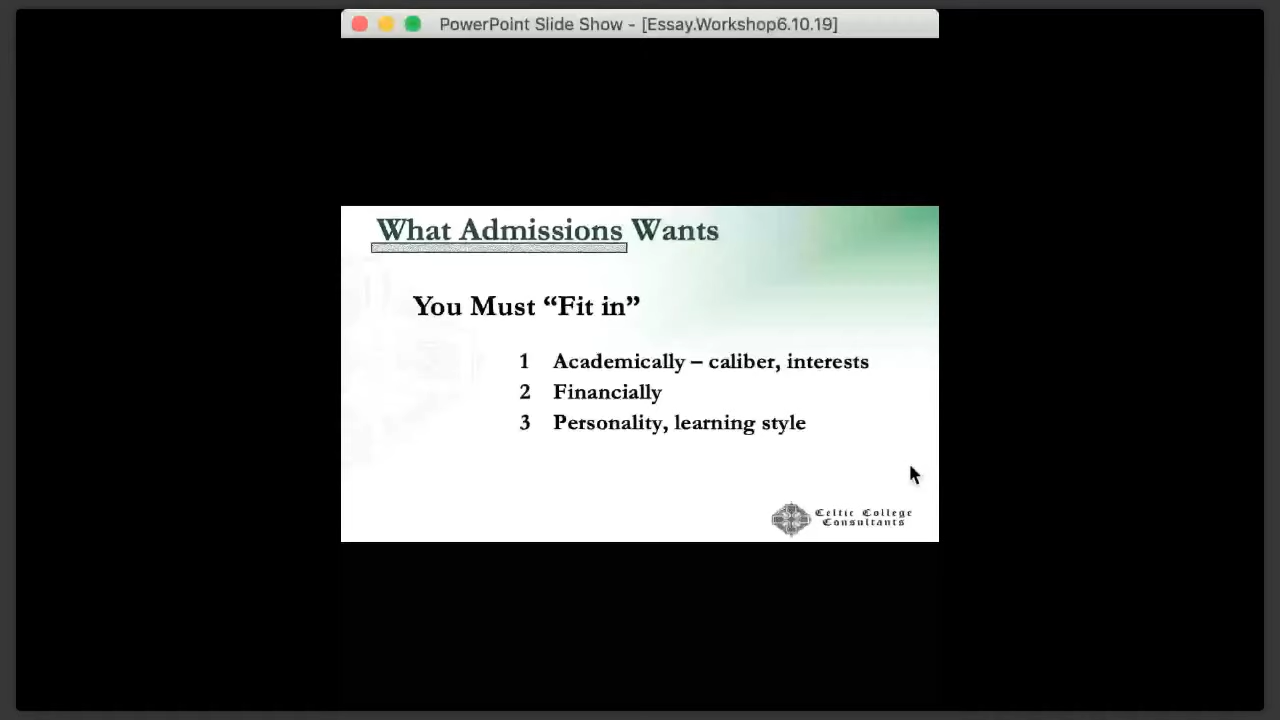 PowerPoint Slide Show - [Essay.Workshop6.10.19]
What Admissions Wants
You Must “Fit in”
1 Academically – caliber, interests
2 Financially
3 Personality, learning style
Celtic College
Consultants